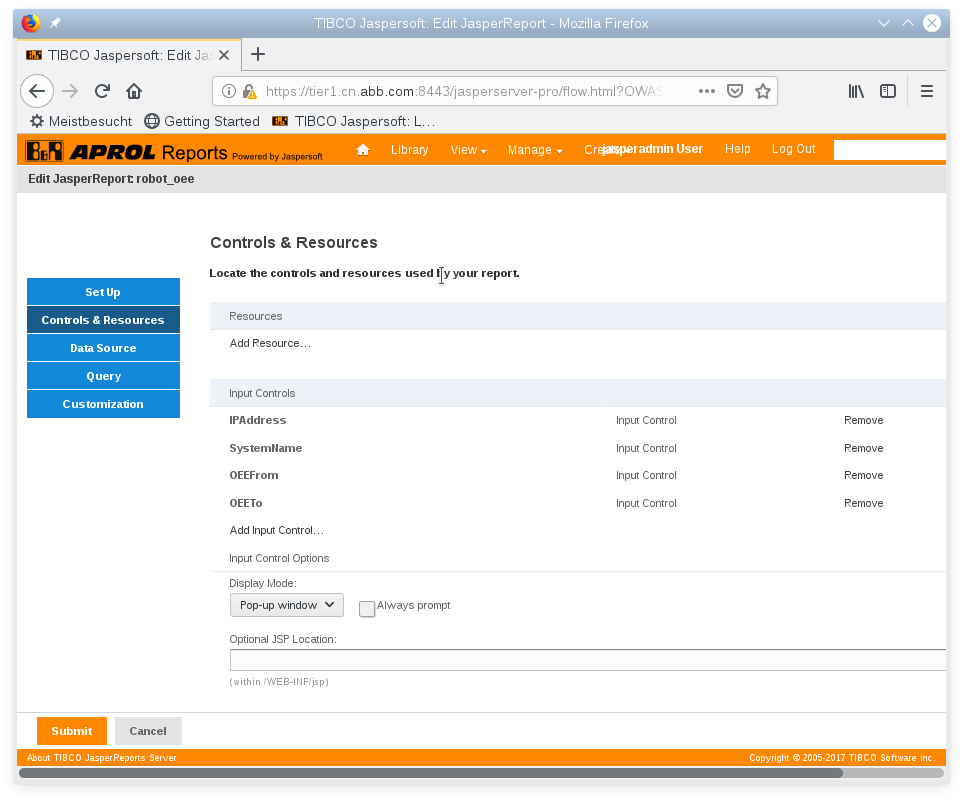 TIBCO Jaspersoft: Edit JasperReport - Mozilla Firefox
TIBCO Jaspersoft: Edit Jas
https://tier1.cn.abb.com:8443/jasperserver-pro/flow.html?OWAS
Meistbesucht Getting Started TIBCO Jaspersoft: L…
B&R APROL Reports Powered by Jaspersoft Library View Manage Create jasperadmin User Help Log Out
Edit JasperReport: robot_oee
Controls & Resources
Locate the controls and resources used by your report.
Set Up
Controls & Resources
Data Source
Query
Customization
Resources
Add Resource…
Input Controls
IPAddress Input Control Remove
SystemName Input Control Remove
OEEFrom Input Control Remove
OEETo Input Control Remove
Add Input Control…
Input Control Options
Display Mode:
Pop-up window Always prompt
Optional JSP Location:
(within /WEB-INF/jsp)
Submit Cancel
About TIBCO JasperReports Server Copyright © 2005-2017 TIBCO Software Inc.